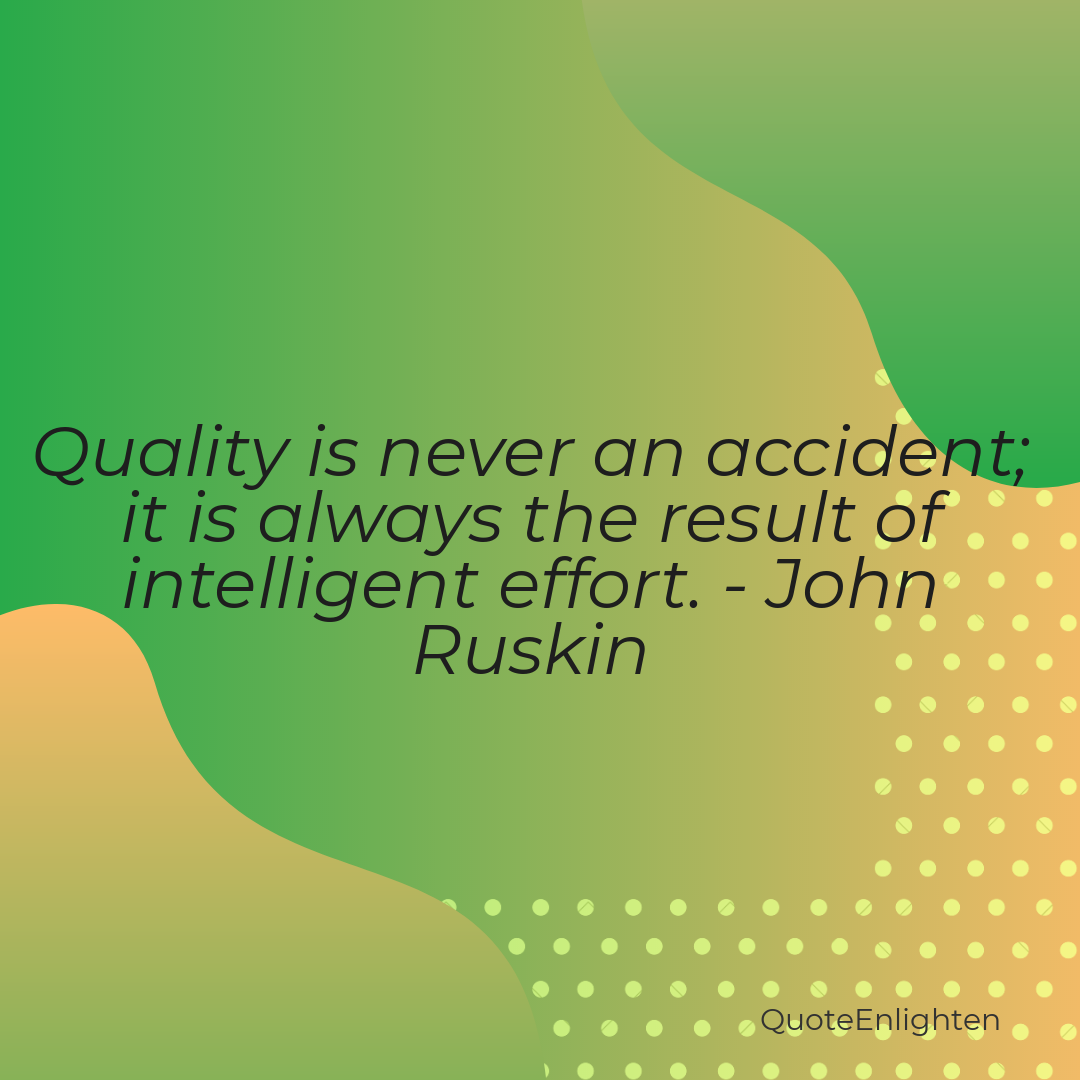 Quality is never an accident;
it is always the result of
intelligent effort. - John
Ruskin
QuoteEnlighten